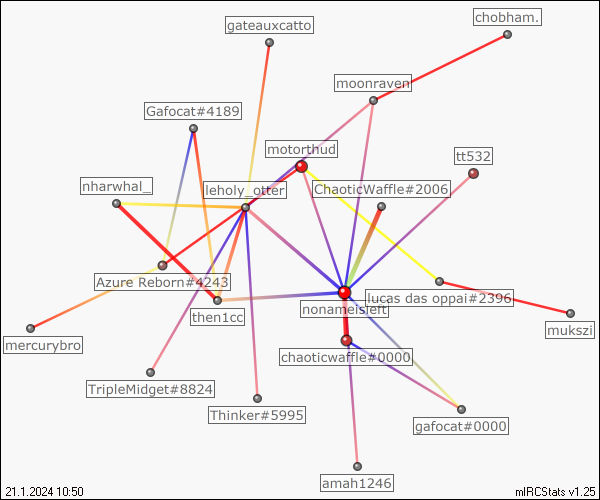 chobham.
gateauxcatto
moonraven
Gafocat#4189
motorthud
tt532
nharwhal_
leholy_otter
ChaoticWaffle#2006
Azure Reborn#4243
lucas das oppai#2396
then1cc
nonameisleft
mukszi
mercurybro
chaoticwaffle#0000
TripleMidget#8824
Thinker#5995
gafocat#0000
amah1246
21.1.2024 10:50
mIRCStats v1.25